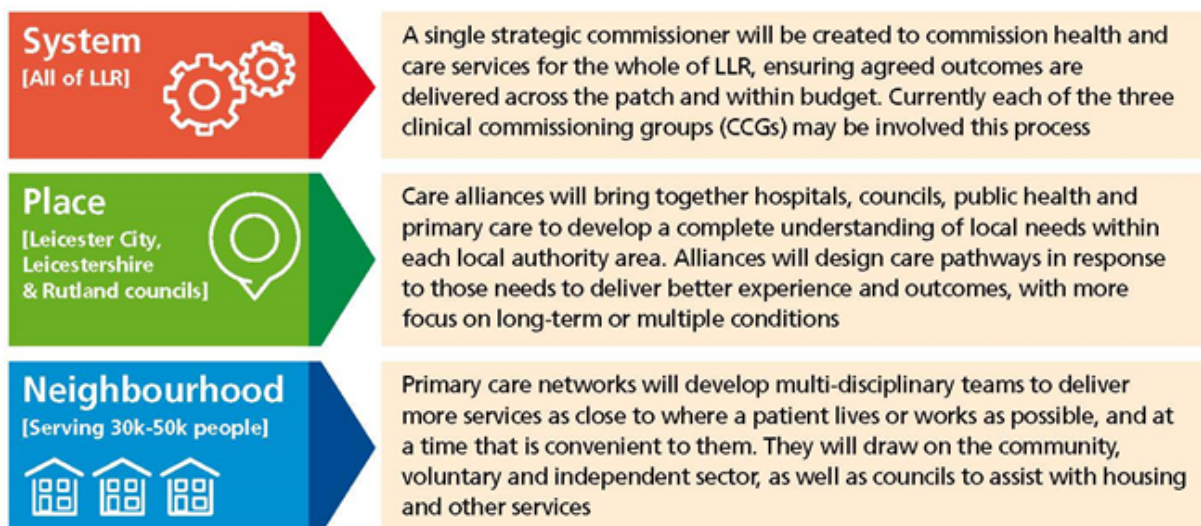 System
[All of LLR]
A single strategic commissioner will be created to commission health and
care services for the whole of LLR, ensuring agreed outcomes are
delivered across the patch and within budget. Currently each of the three
clinical commissioning groups (CCGs) may be involved this process
Place
[Leicester City,
Leicestershire
& Rutland councils]
Care alliances will bring together hospitals, councils, public health and
primary care to develop a complete understanding of local needs within
each local authority area. Alliances will design care pathways in response
to those needs to deliver better experience and outcomes, with more
focus on long-term or multiple conditions
Neighbourhood
[Serving 30k-50k people]
Primary care networks will develop multi-disciplinary teams to deliver
more services as close to where a patient lives or works as possible, and at
a time that is convenient to them. They will draw on the community,
voluntary and independent sector, as well as councils to assist with housing
and other services